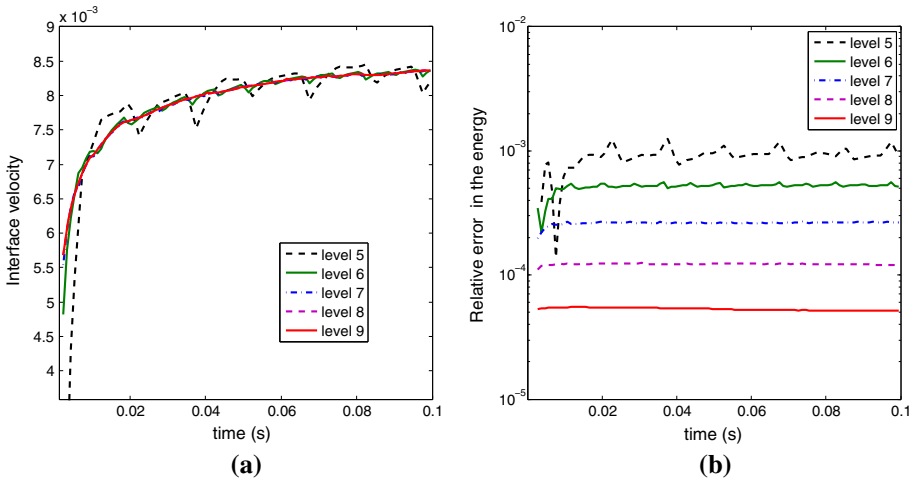 x 10⁻³
9
8.5
8
7.5
7
6.5
6
5.5
5
4.5
4
Interface velocity
level 5
level 6
level 7
level 8
level 9
0.02 0.04 0.06 0.08 0.1
time (s)
(a)
10⁻²
10⁻³
10⁻⁴
10⁻⁵
Relative error in the energy
level 5
level 6
level 7
level 8
level 9
0.02 0.04 0.06 0.08 0.1
time (s)
(b)